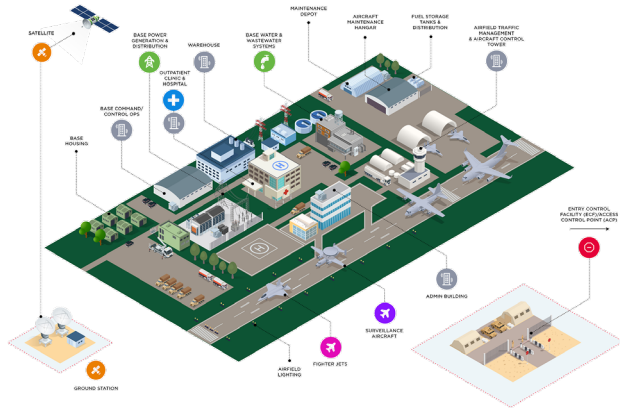 MAINTENANCE
DEPOT
AIRCRAFT
MAINTENANCE
HANGAR
FUEL STORAGE
TANKS &
DISTRIBUTION
SATELLITE
BASE POWER
GENERATION &
DISTRIBUTION
WAREHOUSE
BASE WATER &
WASTEWATER
SYSTEMS
AIRFIELD TRAFFIC
MANAGEMENT
& AIRCRAFT CONTROL
TOWER
OUTPATIENT
CLINIC &
HOSPITAL
BASE COMMAND/
CONTROL OPS
BASE
HOUSING
ENTRY CONTROL
FACILITY (ECF)/ACCESS
CONTROL POINT (ACP)
H
H
ADMIN BUILDING
SURVEILLANCE
AIRCRAFT
FIGHTER JETS
AIRFIELD
LIGHTING
GROUND STATION